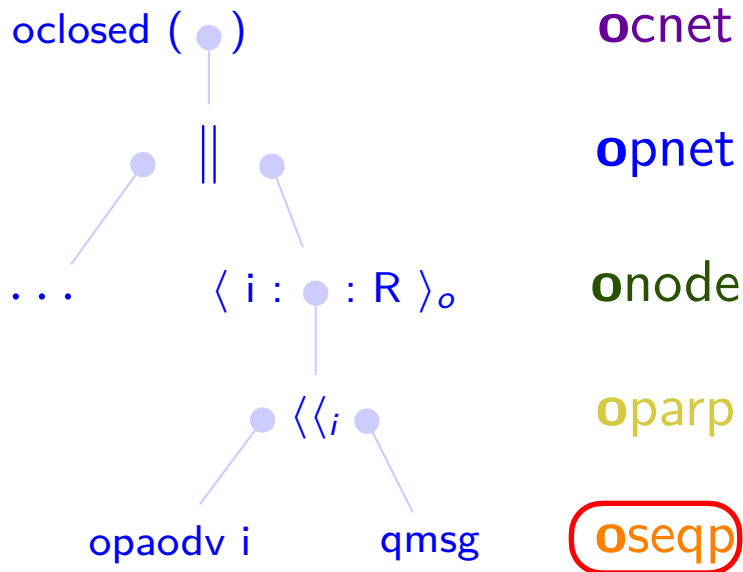 oclosed ( ) ocnet
∥ opnet
... ⟨ i : : R ⟩ₒ onode
⟨⟨ᵢ oparp
opaodv i qmsg oseqp